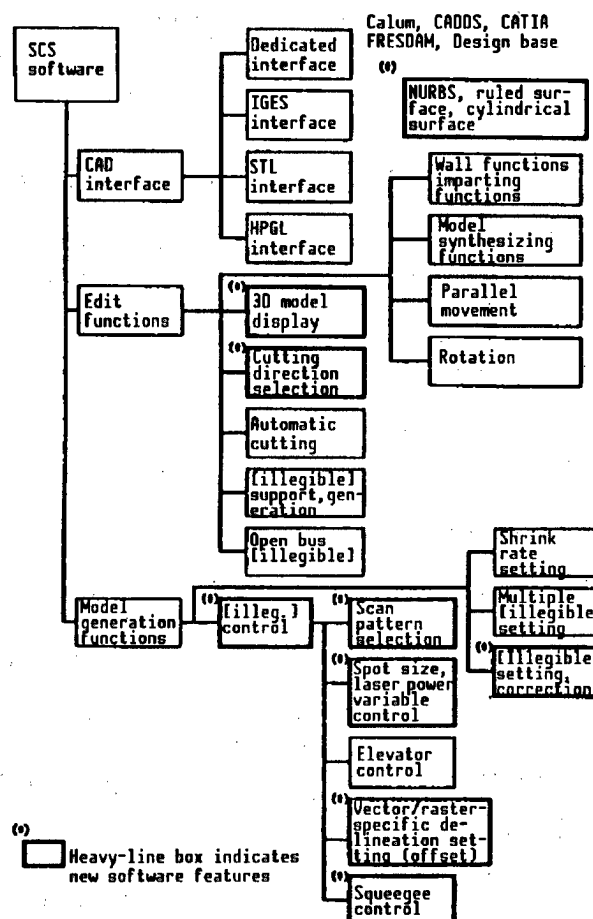 SCS
software
Calum, CADDS, CATIA
FRESDAM, Design base
Dedicated
interface
IGES
interface
(*)
NURBS, ruled sur-
face, cylindrical
surface
CAD
interface
STL
interface
HPGL
interface
Wall functions
imparting
functions
Model
synthesizing
functions
Parallel
movement
Rotation
Edit
functions
(*)
3D model
display
(*)
Cutting
direction
selection
Automatic
cutting
[illegible]
support, gen-
eration
Open bus
[illegible]
Model
generation
functions
(*)
[illeg.]
control
Shrink
rate
setting
Multiple
[illegible]
setting
(*)
[Illegible
setting,
correction
(*)
Scan
pattern
selection
(*)
Spot size,
laser power
variable
control
Elevator
control
(*)
Vector/raster-
specific de-
lineation set-
ting (offset)
(*)
Squeegee
control
(*)
Heavy-line box indicates
new software features